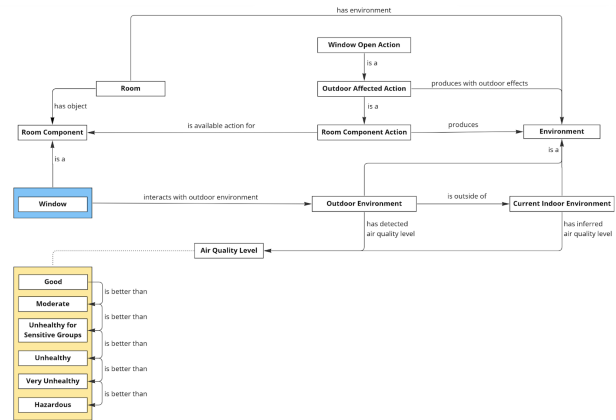 has environment
Window Open Action
is a
Room
Outdoor Affected Action
produces with outdoor effects
has object
is a
Room Component
is available action for
Room Component Action
produces
Environment
is a
is a
Window
interacts with outdoor environment
Outdoor Environment
is outside of
Current Indoor Environment
has detected
air quality level
has inferred
air quality level
Air Quality Level
Good
is better than
Moderate
is better than
Unhealthy for
Sensitive Groups
is better than
Unhealthy
is better than
Very Unhealthy
is better than
Hazardous